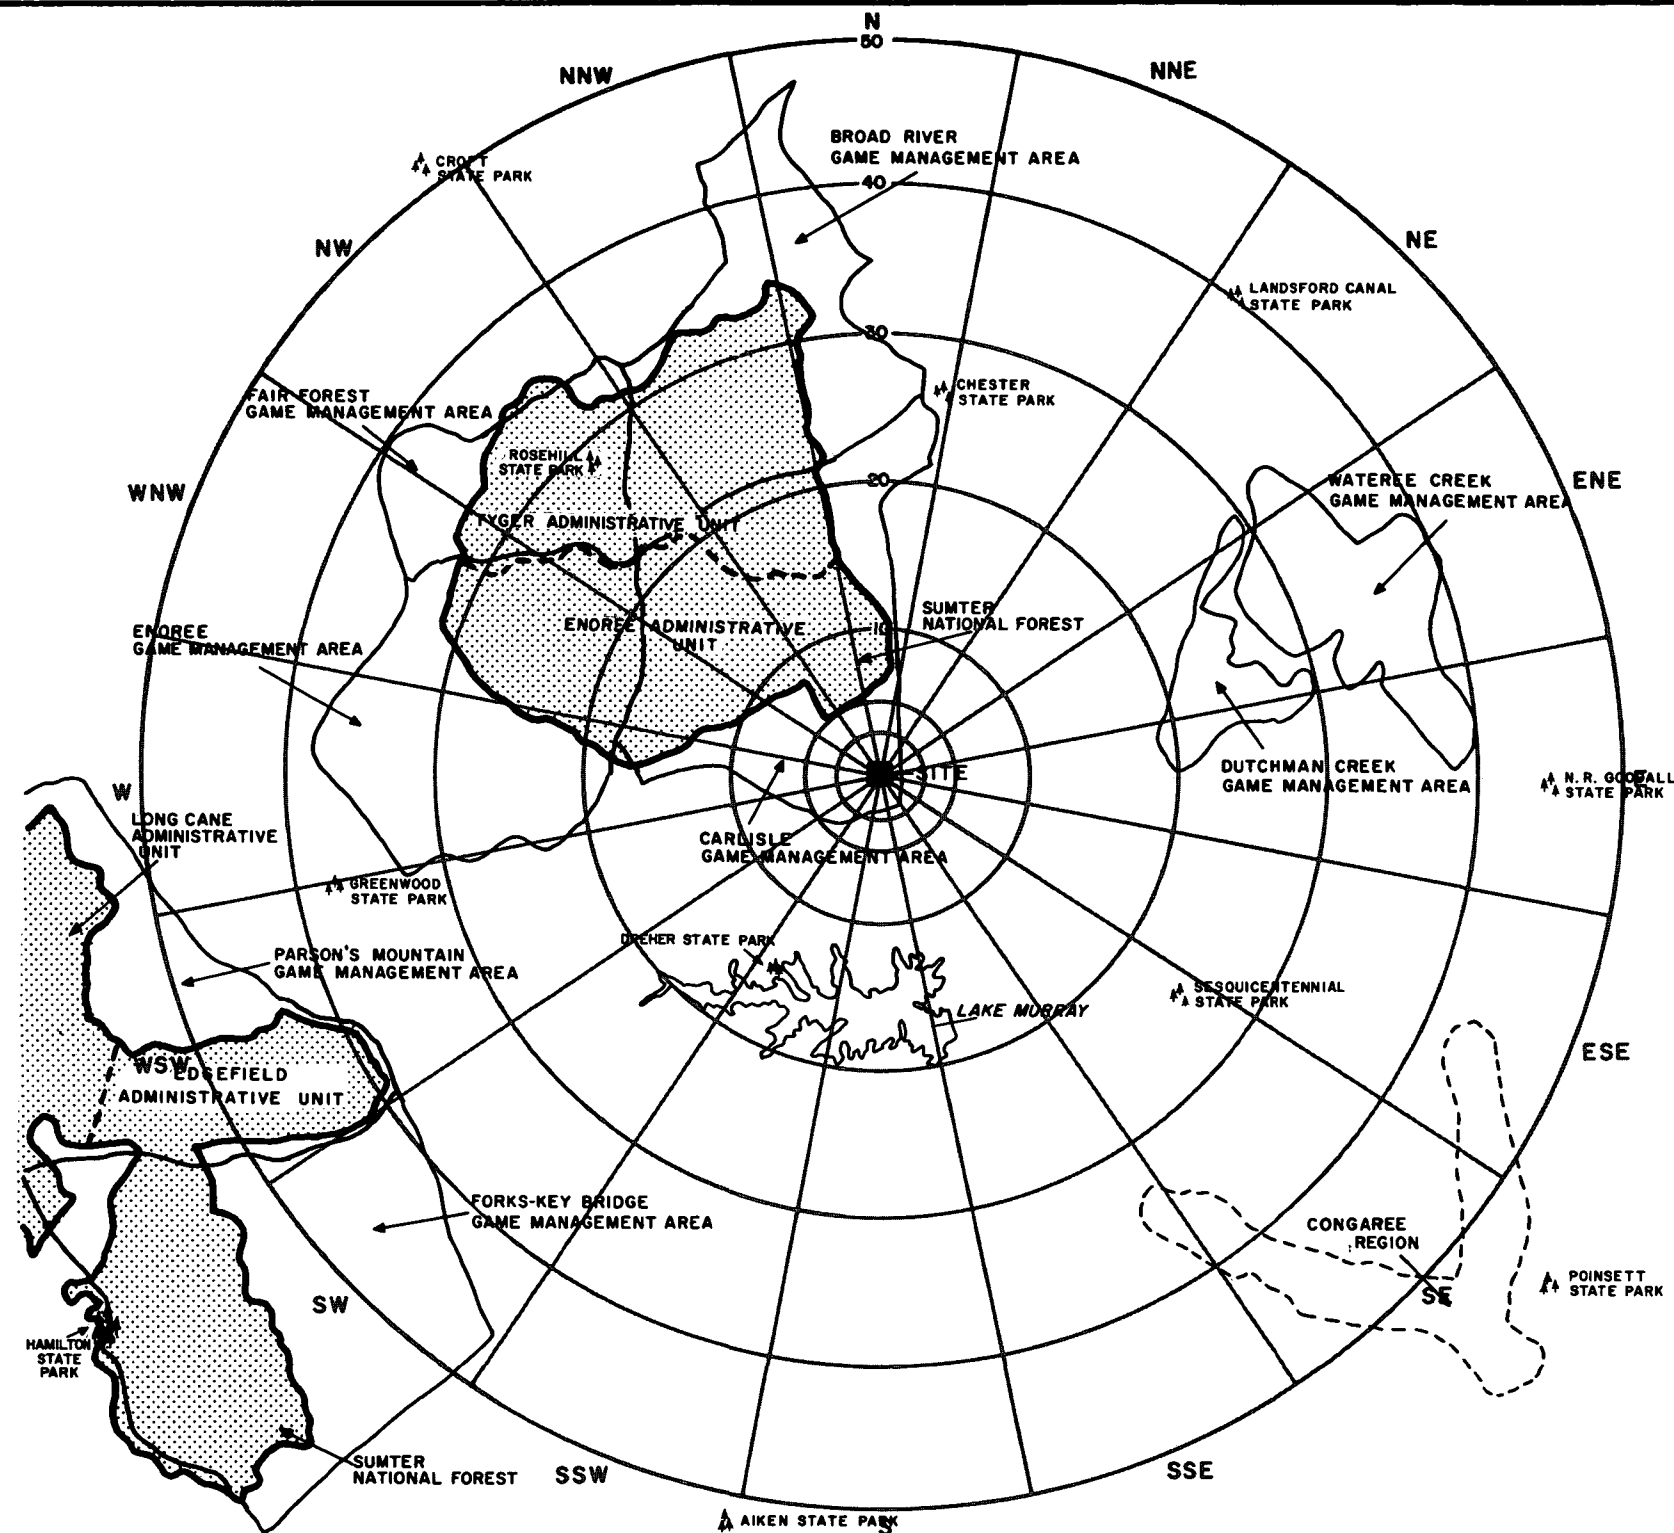 N
50
NNW
NNE
BROAD RIVER
GAME MANAGEMENT AREA
CROFT
STATE PARK
40
NW
NE
LANDSFORD CANAL
STATE PARK
30
CHESTER
STATE PARK
FAIR FOREST
GAME MANAGEMENT AREA
ROSEHILL
STATE PARK
20
WATEREE CREEK
GAME MANAGEMENT AREA
ENE
WNW
TYGER ADMINISTRATIVE UNIT
SUMTER
NATIONAL FOREST
ENOREE ADMINISTRATIVE
UNIT
10
ENOREE
GAME MANAGEMENT AREA
SITE
DUTCHMAN CREEK
GAME MANAGEMENT AREA
N. R. GOODALL
STATE PARK
E
W
LONG CANE
ADMINISTRATIVE
UNIT
CARLISLE
GAME MANAGEMENT AREA
GREENWOOD
STATE PARK
DREHER STATE PARK
PARSON'S MOUNTAIN
GAME MANAGEMENT AREA
SESQUICENTENNIAL
STATE PARK
LAKE MURRAY
ESE
WSW
EDGEFIELD
ADMINISTRATIVE UNIT
FORKS-KEY BRIDGE
GAME MANAGEMENT AREA
CONGAREE
REGION
POINSETT
STATE PARK
SE
SW
HAMILTON
STATE
PARK
SUMTER
NATIONAL FOREST
SSW
SSE
AIKEN STATE PARK
S